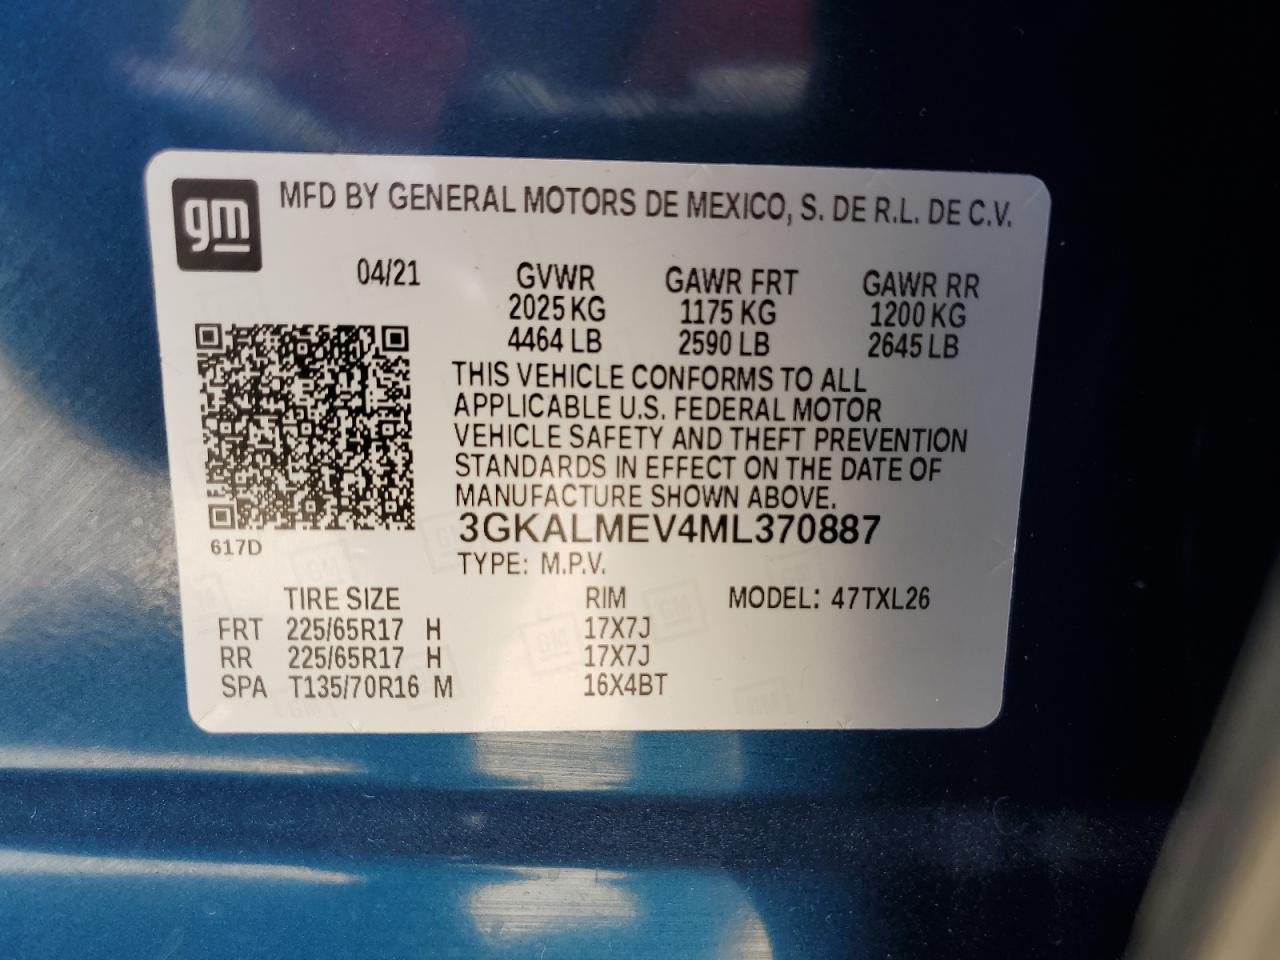 gm
MFD BY GENERAL MOTORS DE MEXICO, S. DE R.L. DE C.V.
04/21 GVWR GAWR FRT GAWR RR
2025 KG 1175 KG 1200 KG
4464 LB 2590 LB 2645 LB
THIS VEHICLE CONFORMS TO ALL
APPLICABLE U.S. FEDERAL MOTOR
VEHICLE SAFETY AND THEFT PREVENTION
STANDARDS IN EFFECT ON THE DATE OF
MANUFACTURE SHOWN ABOVE.
3GKALMEV4ML370887
617D
TYPE: M.P.V.
TIRE SIZE RIM MODEL: 47TXL26
FRT 225/65R17 H 17X7J
RR 225/65R17 H 17X7J
SPA T135/70R16 M 16X4BT